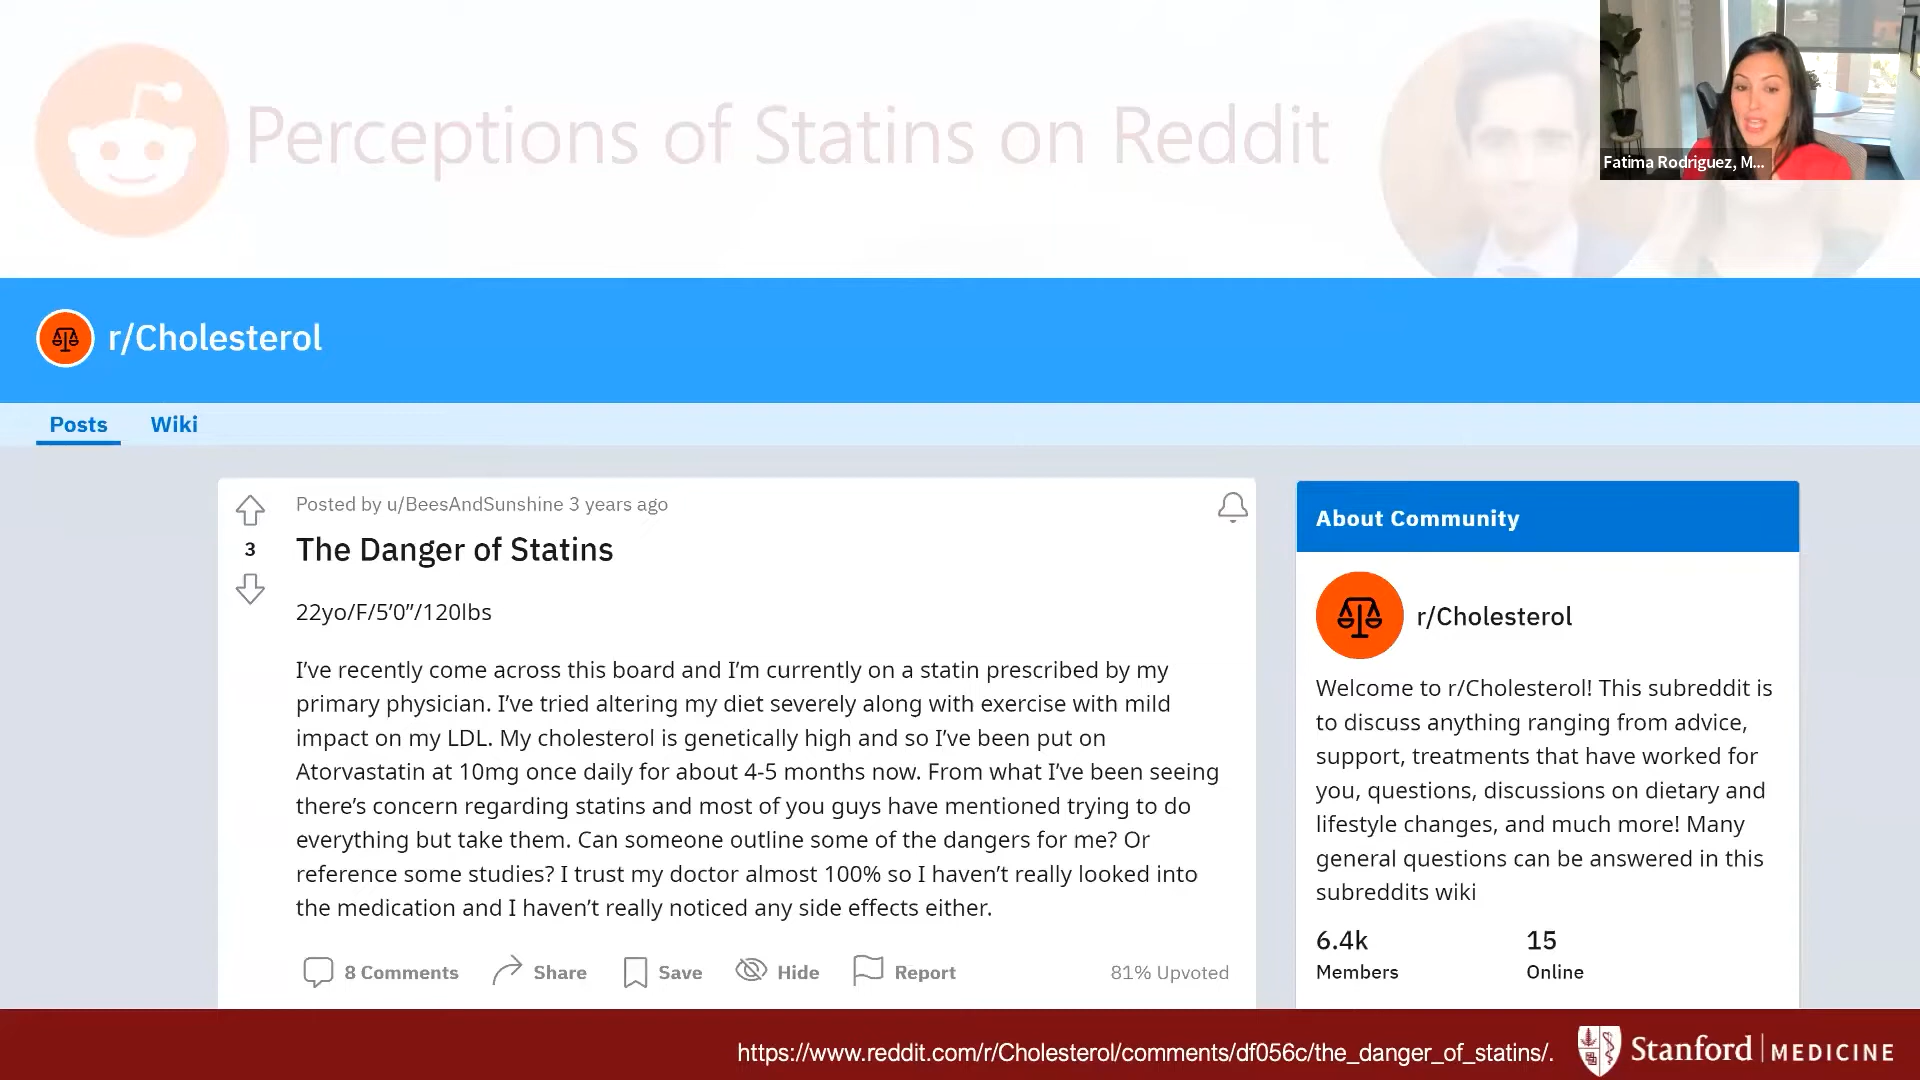 Perceptions of Statins on Reddit
Fatima Rodriguez, M...
r/Cholesterol
Posts
Wiki
Posted by u/BeesAndSunshine 3 years ago
3
The Danger of Statins
22yo/F/5’0”/120lbs
I’ve recently come across this board and I’m currently on a statin prescribed by my
primary physician. I’ve tried altering my diet severely along with exercise with mild
impact on my LDL. My cholesterol is genetically high and so I’ve been put on
Atorvastatin at 10mg once daily for about 4-5 months now. From what I’ve been seeing
there’s concern regarding statins and most of you guys have mentioned trying to do
everything but take them. Can someone outline some of the dangers for me? Or
reference some studies? I trust my doctor almost 100% so I haven’t really looked into
the medication and I haven’t really noticed any side effects either.
8 Comments
Share
Save
Hide
Report
81% Upvoted
About Community
r/Cholesterol
Welcome to r/Cholesterol! This subreddit is
to discuss anything ranging from advice,
support, treatments that have worked for
you, questions, discussions on dietary and
lifestyle changes, and much more! Many
general questions can be answered in this
subreddits wiki
6.4k
Members
15
Online
https://www.reddit.com/r/Cholesterol/comments/df056c/the_danger_of_statins/.
Stanford MEDICINE